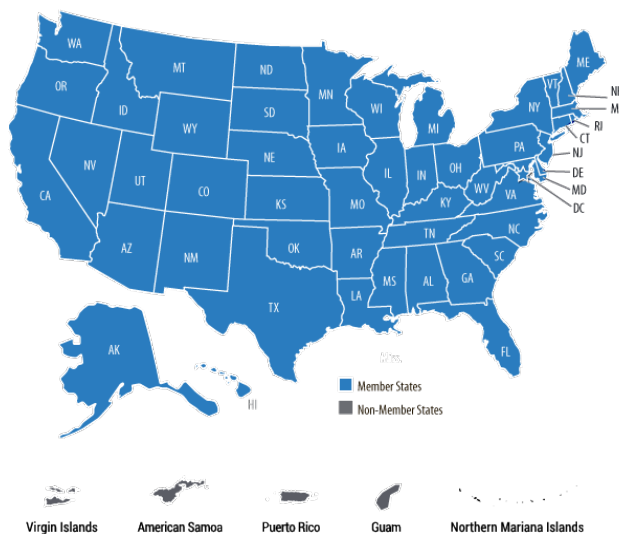 WA
MT
ND
MN
ME
OR
ID
SD
WI
VT
NY
MI
WY
RI
CT
IA
PA
NJ
NE
NV
OH
DE
UT
IL
IN
MD
CA
CO
WV
VA
DC
KS
MO
KY
NC
TN
AZ
NM
OK
AR
SC
MS
AL
GA
LA
TX
FL
AK
HI
Member States
Non-Member States
Virgin Islands
American Samoa
Puerto Rico
Guam
Northern Mariana Islands